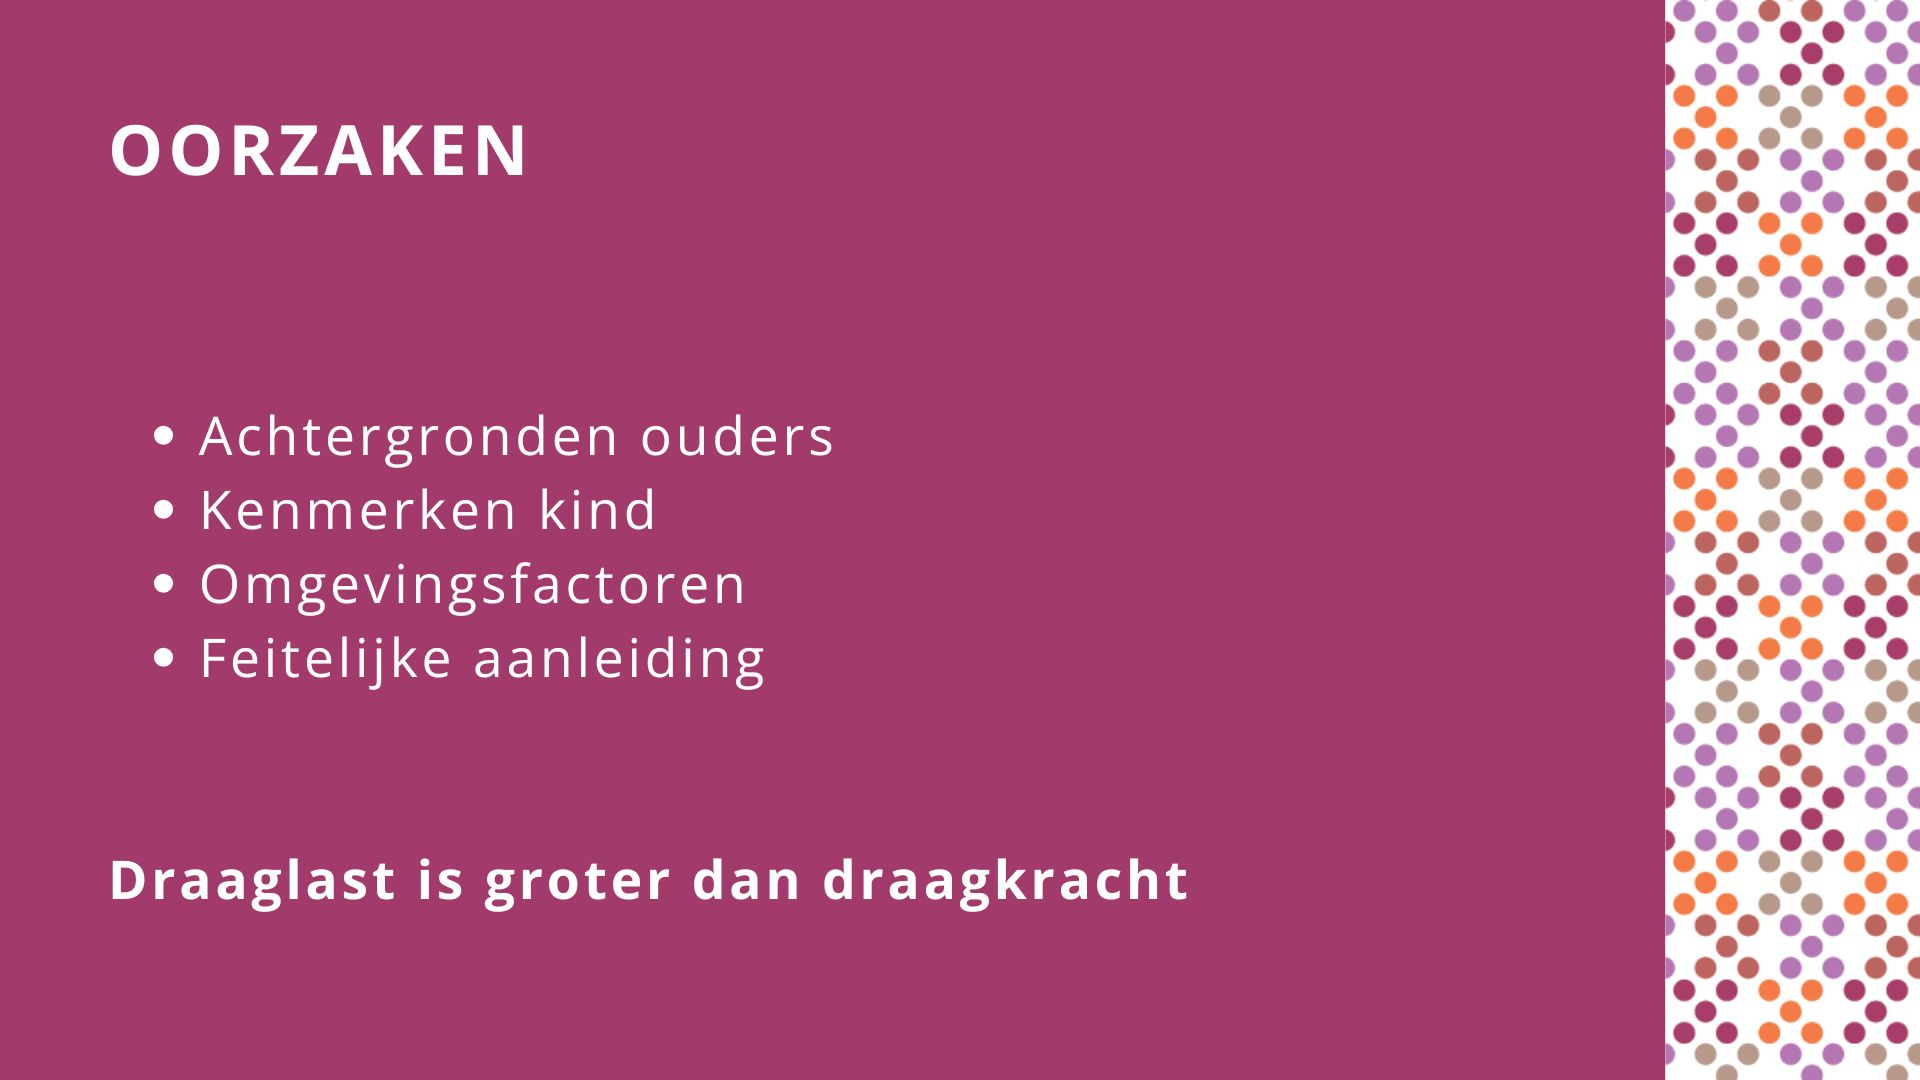 OORZAKEN
• Achtergronden ouders
• Kenmerken kind
• Omgevingsfactoren
• Feitelijke aanleiding
Draaglast is groter dan draagkracht